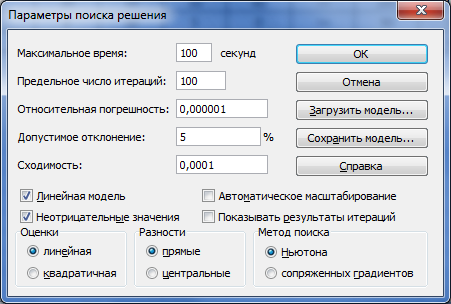 Параметры поиска решения
Максимальное время: 100 секунд ОК
Предельное число итераций: 100 Отмена
Относительная погрешность: 0,000001 Загрузить модель...
Допустимое отклонение: 5 % Сохранить модель...
Сходимость: 0,0001 Справка
Линейная модель Автоматическое масштабирование
Неотрицательные значения Показывать результаты итераций
Оценки Разности Метод поиска
линейная прямые Ньютона
квадратичная центральные сопряженных градиентов